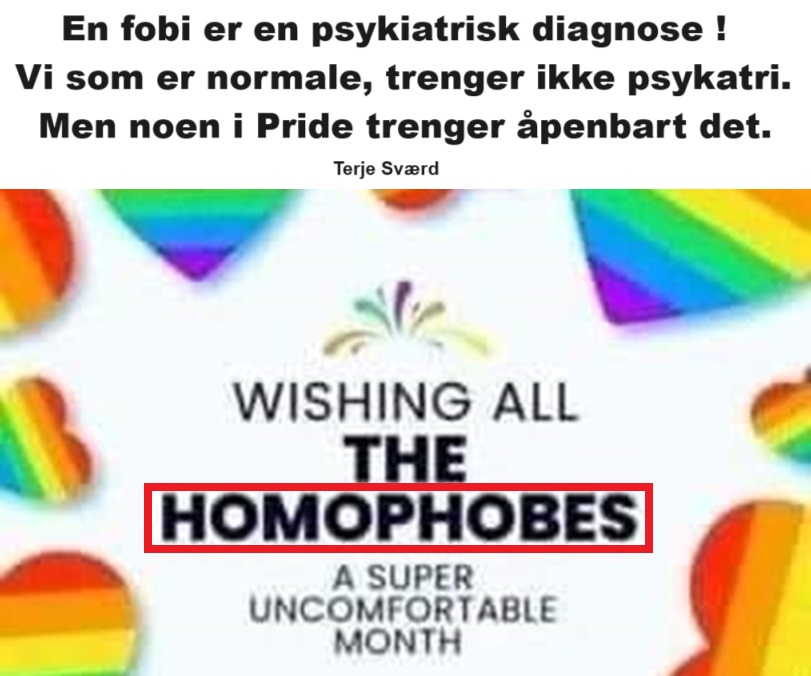 En fobi er en psykiatrisk diagnose !
Vi som er normale, trenger ikke psykatri.
Men noen i Pride trenger åpenbart det.
Terje Sværd
WISHING ALL
THE
HOMOPHOBES
A SUPER
UNCOMFORTABLE
MONTH